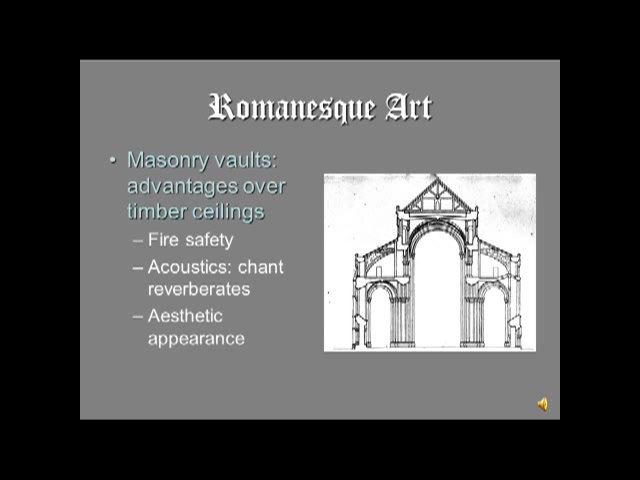 Romanesque Art
• Masonry vaults:
advantages over
timber ceilings
– Fire safety
– Acoustics: chant
reverberates
– Aesthetic
appearance